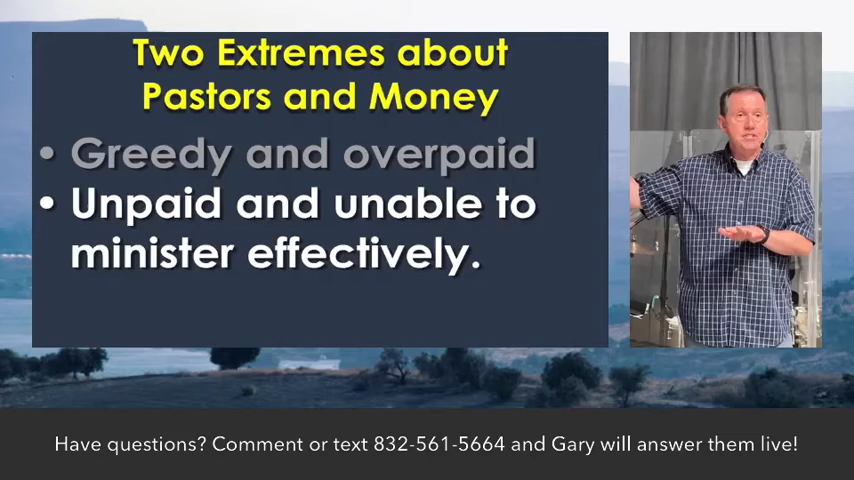 Two Extremes about
Pastors and Money
• Greedy and overpaid
• Unpaid and unable to
minister effectively.
Have questions? Comment or text 832-561-5664 and Gary will answer them live!